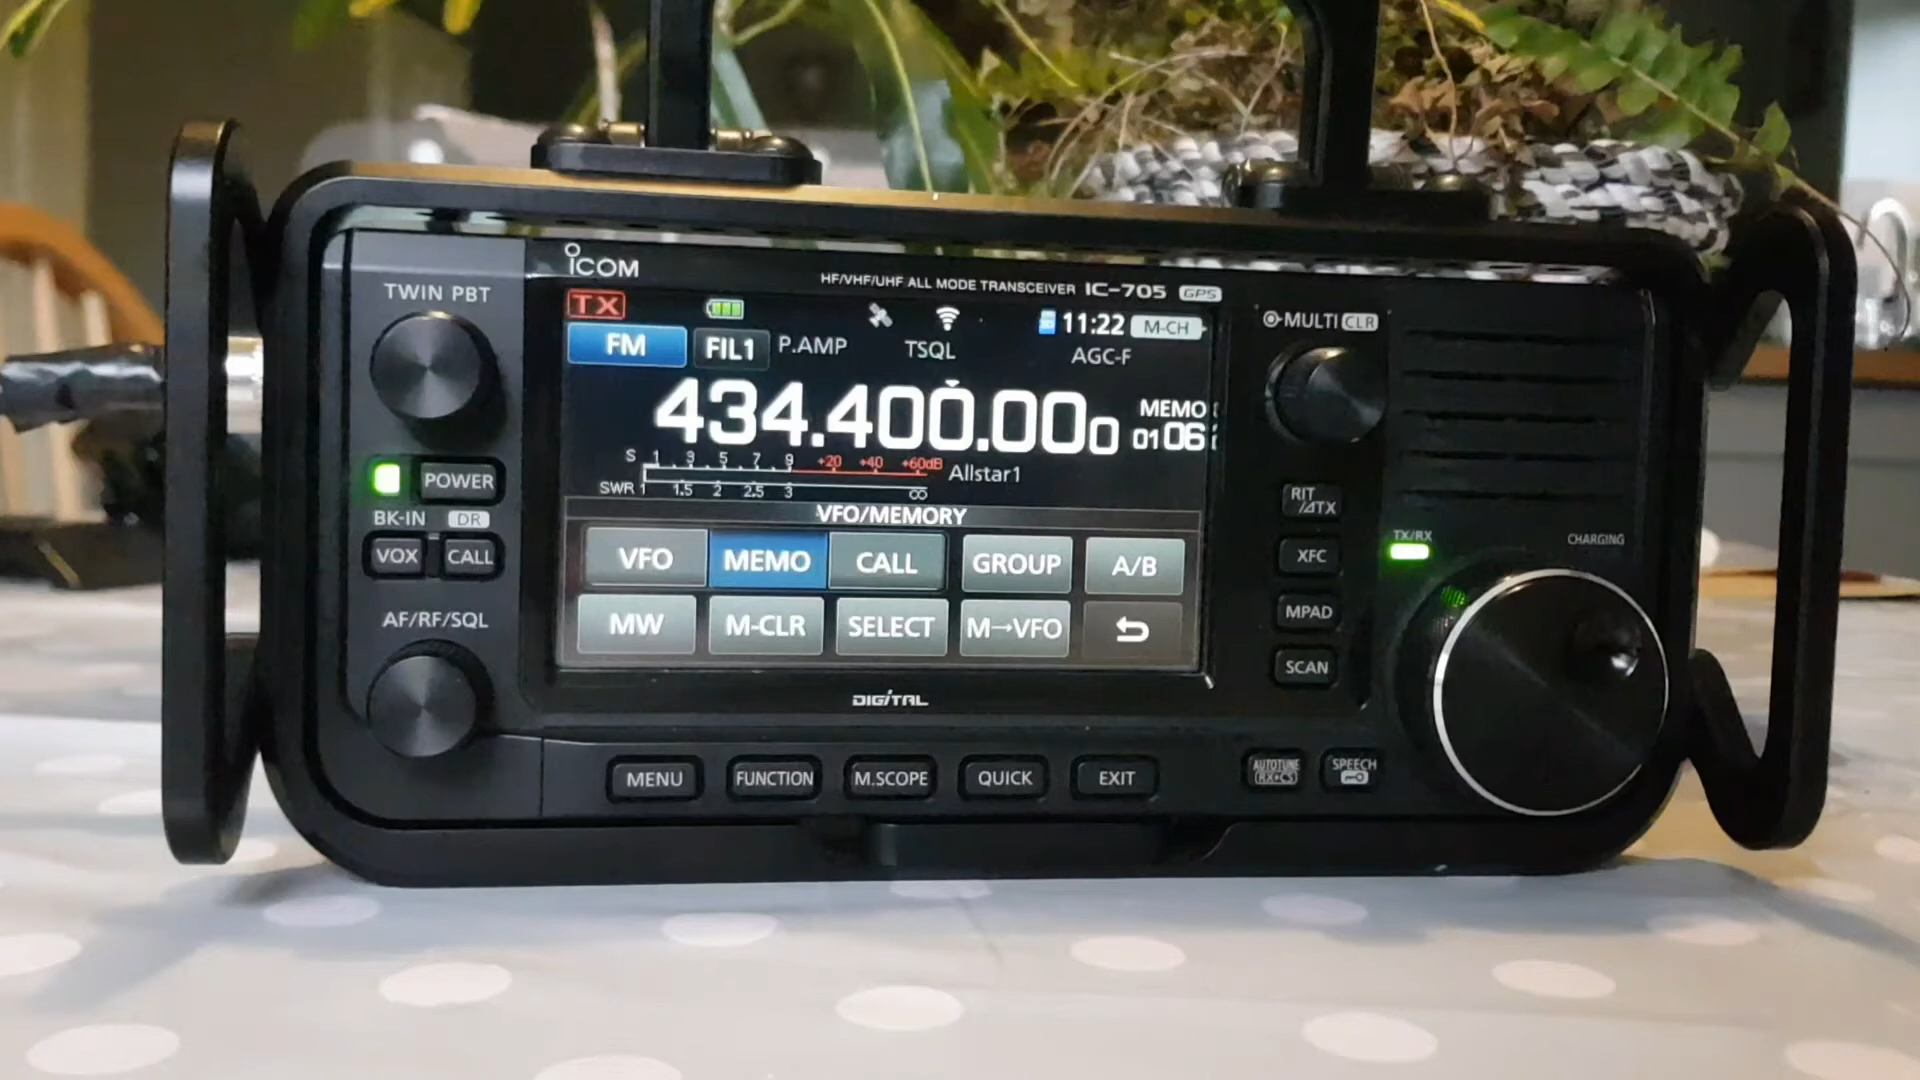 ICOM
HF/VHF/UHF ALL MODE TRANSCEIVER IC-705 GPS
TWIN PBT
TX
11:22 M-CH
MULTI CLR
FM FIL1 P.AMP TSQL AGC-F
434.400.000
MEMO
01 06
S 1 3 5 7 9 +20 +40 +60dB
Allstar1
SWR 1 1.5 2 2.5 3 ∞
POWER
BK-IN DR
VOX CALL
AF/RF/SQL
VFO/MEMORY
VFO MEMO CALL GROUP A/B
MW M-CLR SELECT M→VFO
DIGITAL
RIT
/⊿TX
XFC
MPAD
SCAN
TX/RX
CHARGING
MENU FUNCTION M.SCOPE QUICK EXIT
AUTOTUNE
RX→CS
SPEECH